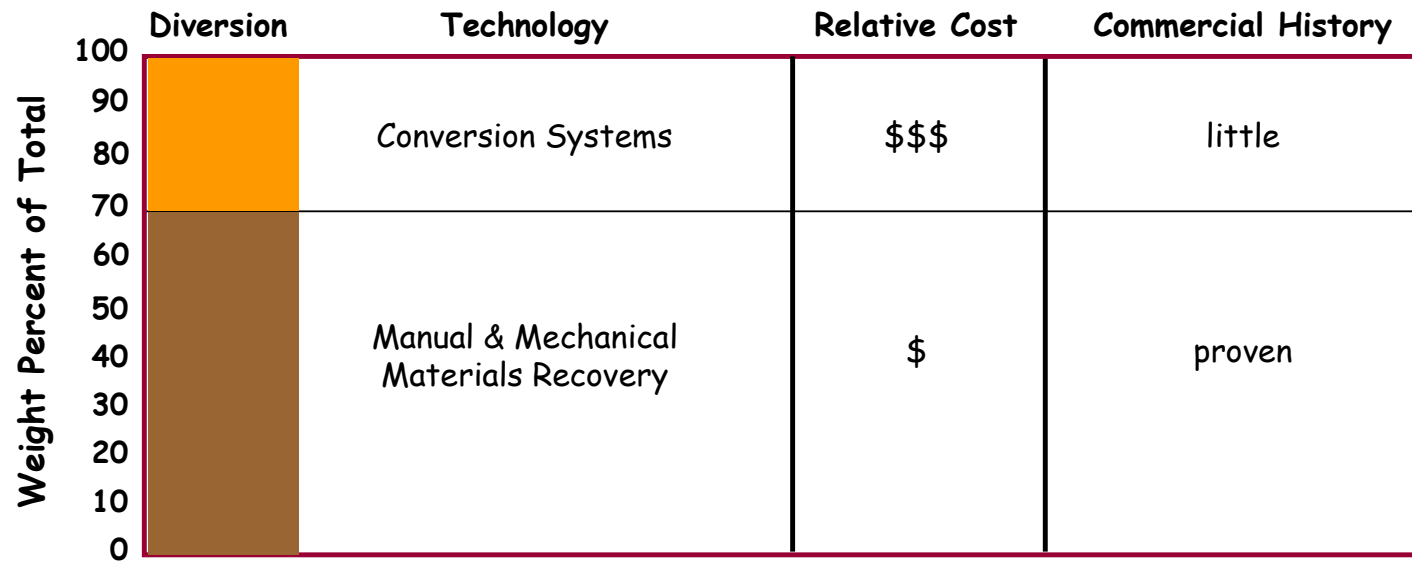 Diversion Technology Relative Cost Commercial History
Weight Percent of Total
100
90
80
70
60
50
40
30
20
10
0
Conversion Systems $$$ little
Manual & Mechanical
Materials Recovery
$ proven